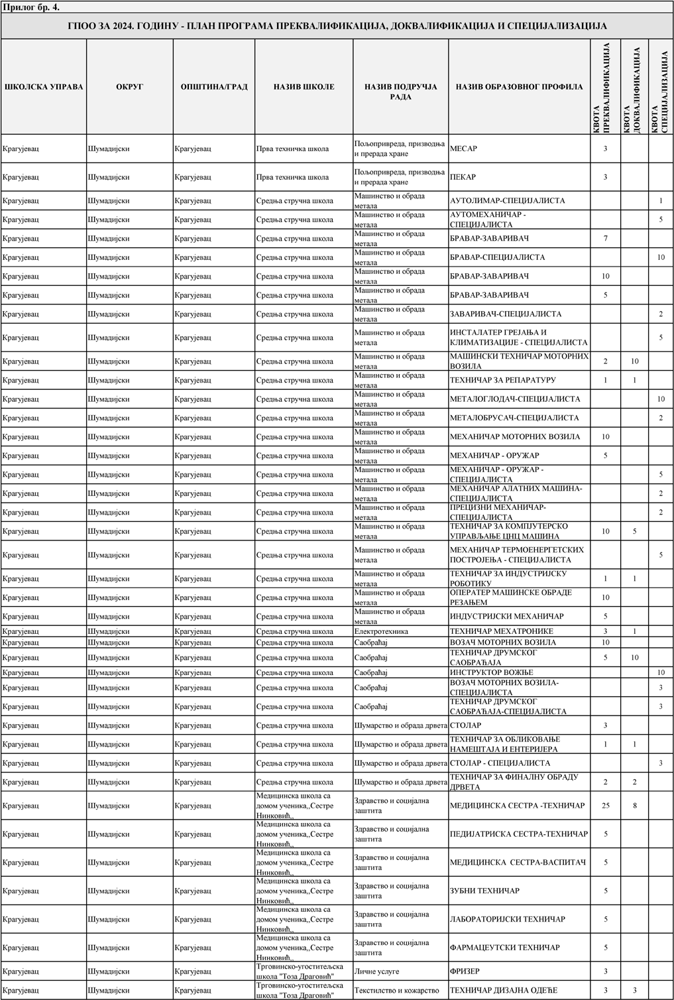 Прилог бр. 4.
ГПОО ЗА 2024. ГОДИНУ - ПЛАН ПРОГРАМА ПРЕКВАЛИФИКАЦИЈА, ДОКВАЛИФИКАЦИЈА И СПЕЦИЈАЛИЗАЦИЈА
ШКОЛСКА УПРАВА ОКРУГ ОПШТИНА/ГРАД НАЗИВ ШКОЛЕ НАЗИВ ПОДРУЧЈА РАДА НАЗИВ ОБРАЗОВНОГ ПРОФИЛА КВОТА ПРЕКВАЛИФИКАЦИЈА КВОТА ДОКВАЛИФИКАЦИЈА КВОТА СПЕЦИЈАЛИЗАЦИЈА
Крагујевац Шумадијски Крагујевац Прва техничка школа Пољопривреда, призводња и прерада хране МЕСАР 3
Крагујевац Шумадијски Крагујевац Прва техничка школа Пољопривреда, призводња и прерада хране ПЕКАР 3
Крагујевац Шумадијски Крагујевац Средња стручна школа Машинство и обрада метала АУТОЛИМАР-СПЕЦИЈАЛИСТА 1
Крагујевац Шумадијски Крагујевац Средња стручна школа Машинство и обрада метала АУТОМЕХАНИЧАР - СПЕЦИЈАЛИСТА 5
Крагујевац Шумадијски Крагујевац Средња стручна школа Машинство и обрада метала БРАВАР-ЗАВАРИВАЧ 7
Крагујевац Шумадијски Крагујевац Средња стручна школа Машинство и обрада метала БРАВАР-СПЕЦИЈАЛИСТА 10
Крагујевац Шумадијски Крагујевац Средња стручна школа Машинство и обрада метала БРАВАР-ЗАВАРИВАЧ 10
Крагујевац Шумадијски Крагујевац Средња стручна школа Машинство и обрада метала БРАВАР-ЗАВАРИВАЧ 5
Крагујевац Шумадијски Крагујевац Средња стручна школа Машинство и обрада метала ЗАВАРИВАЧ-СПЕЦИЈАЛИСТА 2
Крагујевац Шумадијски Крагујевац Средња стручна школа Машинство и обрада метала ИНСТАЛАТЕР ГРЕЈАЊА И КЛИМАТИЗАЦИЈЕ - СПЕЦИЈАЛИСТА 5
Крагујевац Шумадијски Крагујевац Средња стручна школа Машинство и обрада метала МАШИНСКИ ТЕХНИЧАР МОТОРНИХ ВОЗИЛА 2 10
Крагујевац Шумадијски Крагујевац Средња стручна школа Машинство и обрада метала ТЕХНИЧАР ЗА РЕПАРАТУРУ 1 1
Крагујевац Шумадијски Крагујевац Средња стручна школа Машинство и обрада метала МЕТАЛОГЛОДАЧ-СПЕЦИЈАЛИСТА 10
Крагујевац Шумадијски Крагујевац Средња стручна школа Машинство и обрада метала МЕТАЛОБРУСАЧ-СПЕЦИЈАЛИСТА 2
Крагујевац Шумадијски Крагујевац Средња стручна школа Машинство и обрада метала МЕХАНИЧАР МОТОРНИХ ВОЗИЛА 10
Крагујевац Шумадијски Крагујевац Средња стручна школа Машинство и обрада метала МЕХАНИЧАР - ОРУЖАР 5
Крагујевац Шумадијски Крагујевац Средња стручна школа Машинство и обрада метала МЕХАНИЧАР - ОРУЖАР - СПЕЦИЈАЛИСТА 5
Крагујевац Шумадијски Крагујевац Средња стручна школа Машинство и обрада метала МЕХАНИЧАР АЛАТНИХ МАШИНА-СПЕЦИЈАЛИСТА 2
Крагујевац Шумадијски Крагујевац Средња стручна школа Машинство и обрада метала ПРЕЦИЗНИ МЕХАНИЧАР-СПЕЦИЈАЛИСТА 2
Крагујевац Шумадијски Крагујевац Средња стручна школа Машинство и обрада метала ТЕХНИЧАР ЗА КОМПЈУТЕРСКО УПРАВЉАЊЕ ЦНЦ МАШИНА 10 5
Крагујевац Шумадијски Крагујевац Средња стручна школа Машинство и обрада метала МЕХАНИЧАР ТЕРМОЕНЕРГЕТСКИХ ПОСТРОЈЕЊА - СПЕЦИЈАЛИСТА 5
Крагујевац Шумадијски Крагујевац Средња стручна школа Машинство и обрада метала ТЕХНИЧАР ЗА ИНДУСТРИЈСКУ РОБОТИКУ 1 1
Крагујевац Шумадијски Крагујевац Средња стручна школа Машинство и обрада метала ОПЕРАТЕР МАШИНСКЕ ОБРАДЕ РЕЗАЊЕМ 10
Крагујевац Шумадијски Крагујевац Средња стручна школа Машинство и обрада метала ИНДУСТРИЈСКИ МЕХАНИЧАР 5
Крагујевац Шумадијски Крагујевац Средња стручна школа Електротехника ТЕХНИЧАР МЕХАТРОНИКЕ 3 1
Крагујевац Шумадијски Крагујевац Средња стручна школа Саобраћај ВОЗАЧ МОТОРНИХ ВОЗИЛА 10
Крагујевац Шумадијски Крагујевац Средња стручна школа Саобраћај ТЕХНИЧАР ДРУМСКОГ САОБРАЋАЈА 5 10
Крагујевац Шумадијски Крагујевац Средња стручна школа Саобраћај ИНСТРУКТОР ВОЖЊЕ 10
Крагујевац Шумадијски Крагујевац Средња стручна школа Саобраћај ВОЗАЧ МОТОРНИХ ВОЗИЛА-СПЕЦИЈАЛИСТА 3
Крагујевац Шумадијски Крагујевац Средња стручна школа Саобраћај ТЕХНИЧАР ДРУМСКОГ САОБРАЋАЈА-СПЕЦИЈАЛИСТА 3
Крагујевац Шумадијски Крагујевац Средња стручна школа Шумарство и обрада дрвета СТОЛАР 3
Крагујевац Шумадијски Крагујевац Средња стручна школа Шумарство и обрада дрвета ТЕХНИЧАР ЗА ОБЛИКОВАЊЕ НАМЕШТАЈА И ЕНТЕРИЈЕРА 1 1
Крагујевац Шумадијски Крагујевац Средња стручна школа Шумарство и обрада дрвета СТОЛАР - СПЕЦИЈАЛИСТА 3
Крагујевац Шумадијски Крагујевац Средња стручна школа Шумарство и обрада дрвета ТЕХНИЧАР ЗА ФИНАЛНУ ОБРАДУ ДРВЕТА 2 2
Крагујевац Шумадијски Крагујевац Медицинска школа са домом ученика,,Сестре Нинковић,, Здравство и социјална заштита МЕДИЦИНСКА СЕСТРА -ТЕХНИЧАР 25 8
Крагујевац Шумадијски Крагујевац Медицинска школа са домом ученика,,Сестре Нинковић,, Здравство и социјална заштита ПЕДИЈАТРИСКА СЕСТРА-ТЕХНИЧАР 5
Крагујевац Шумадијски Крагујевац Медицинска школа са домом ученика,,Сестре Нинковић,, Здравство и социјална заштита МЕДИЦИНСКА СЕСТРА-ВАСПИТАЧ 5
Крагујевац Шумадијски Крагујевац Медицинска школа са домом ученика,,Сестре Нинковић,, Здравство и социјална заштита ЗУБНИ ТЕХНИЧАР 5
Крагујевац Шумадијски Крагујевац Медицинска школа са домом ученика,,Сестре Нинковић,, Здравство и социјална заштита ЛАБОРАТОРИЈСКИ ТЕХНИЧАР 5
Крагујевац Шумадијски Крагујевац Медицинска школа са домом ученика,,Сестре Нинковић,, Здравство и социјална заштита ФАРМАЦЕУТСКИ ТЕХНИЧАР 5
Крагујевац Шумадијски Крагујевац Трговинско-угоститељска школа "Тоза Драговић" Личне услуге ФРИЗЕР 3
Крагујевац Шумадијски Крагујевац Трговинско-угоститељска школа "Тоза Драговић" Текстилство и кожарство ТЕХНИЧАР ДИЗАЈНА ОДЕЋЕ 3 3